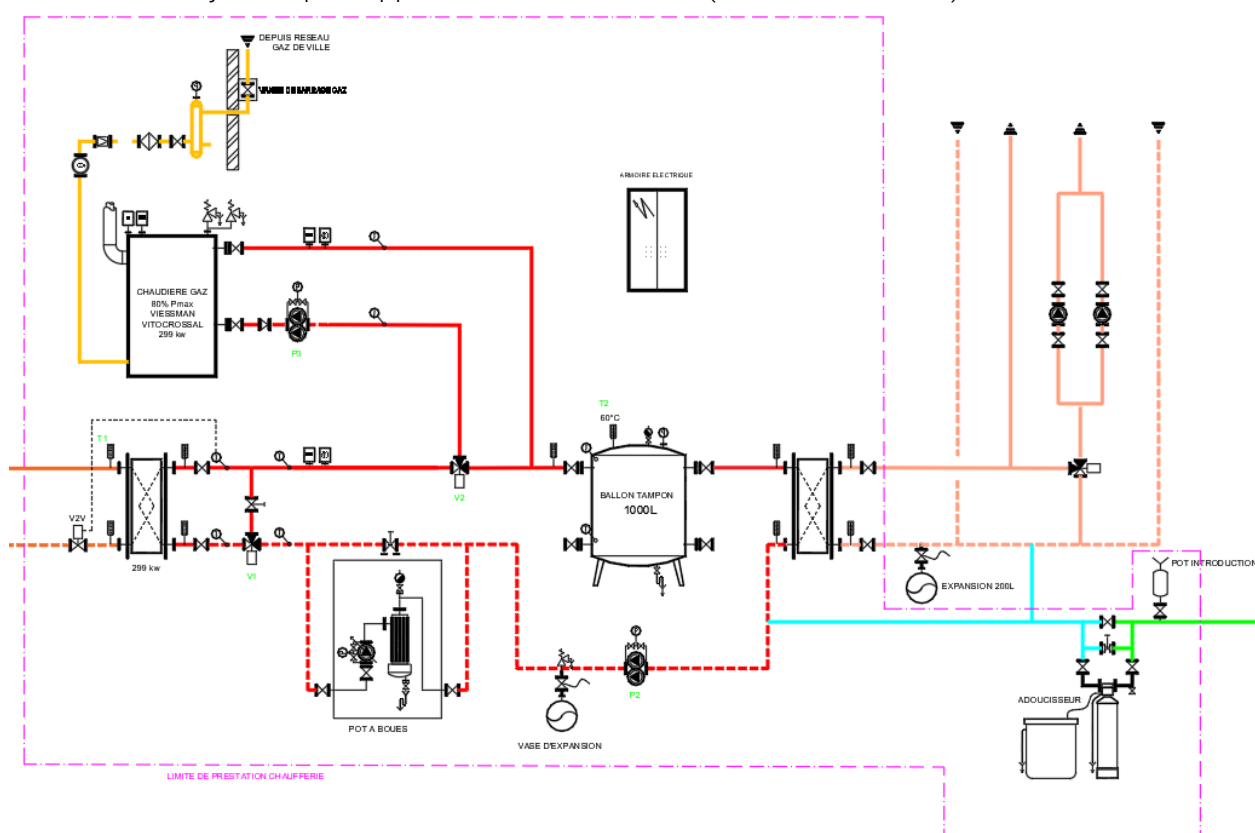 DEPUIS RESEAU
GAZ DE VILLE
ARMOIRE ELECTRIQUE
CHAUDIERE GAZ
80% Pmax
VIESSMAN
VITOCROSSAL
299 kw
P3
T1
T2
60°C
V2V
V2
BALLON TAMPON
1000L
299 kw
V1
EXPANSION 200L
POT INTRODUCTION
P2
ADOUCISSEUR
POT A BOUES
VASE D'EXPANSION
LIMITE DE PRESTATION CHAUFFERIE